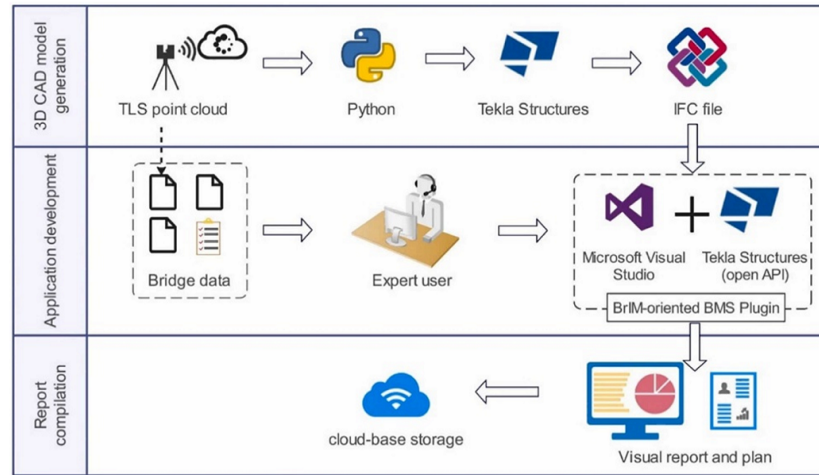 3D CAD model
generation
TLS point cloud
Python
Tekla Structures
IFC file
Application development
Bridge data
Expert user
Microsoft Visual
Studio
Tekla Structures
(open API)
BrIM-oriented BMS Plugin
Report
compilation
cloud-base storage
Visual report and plan